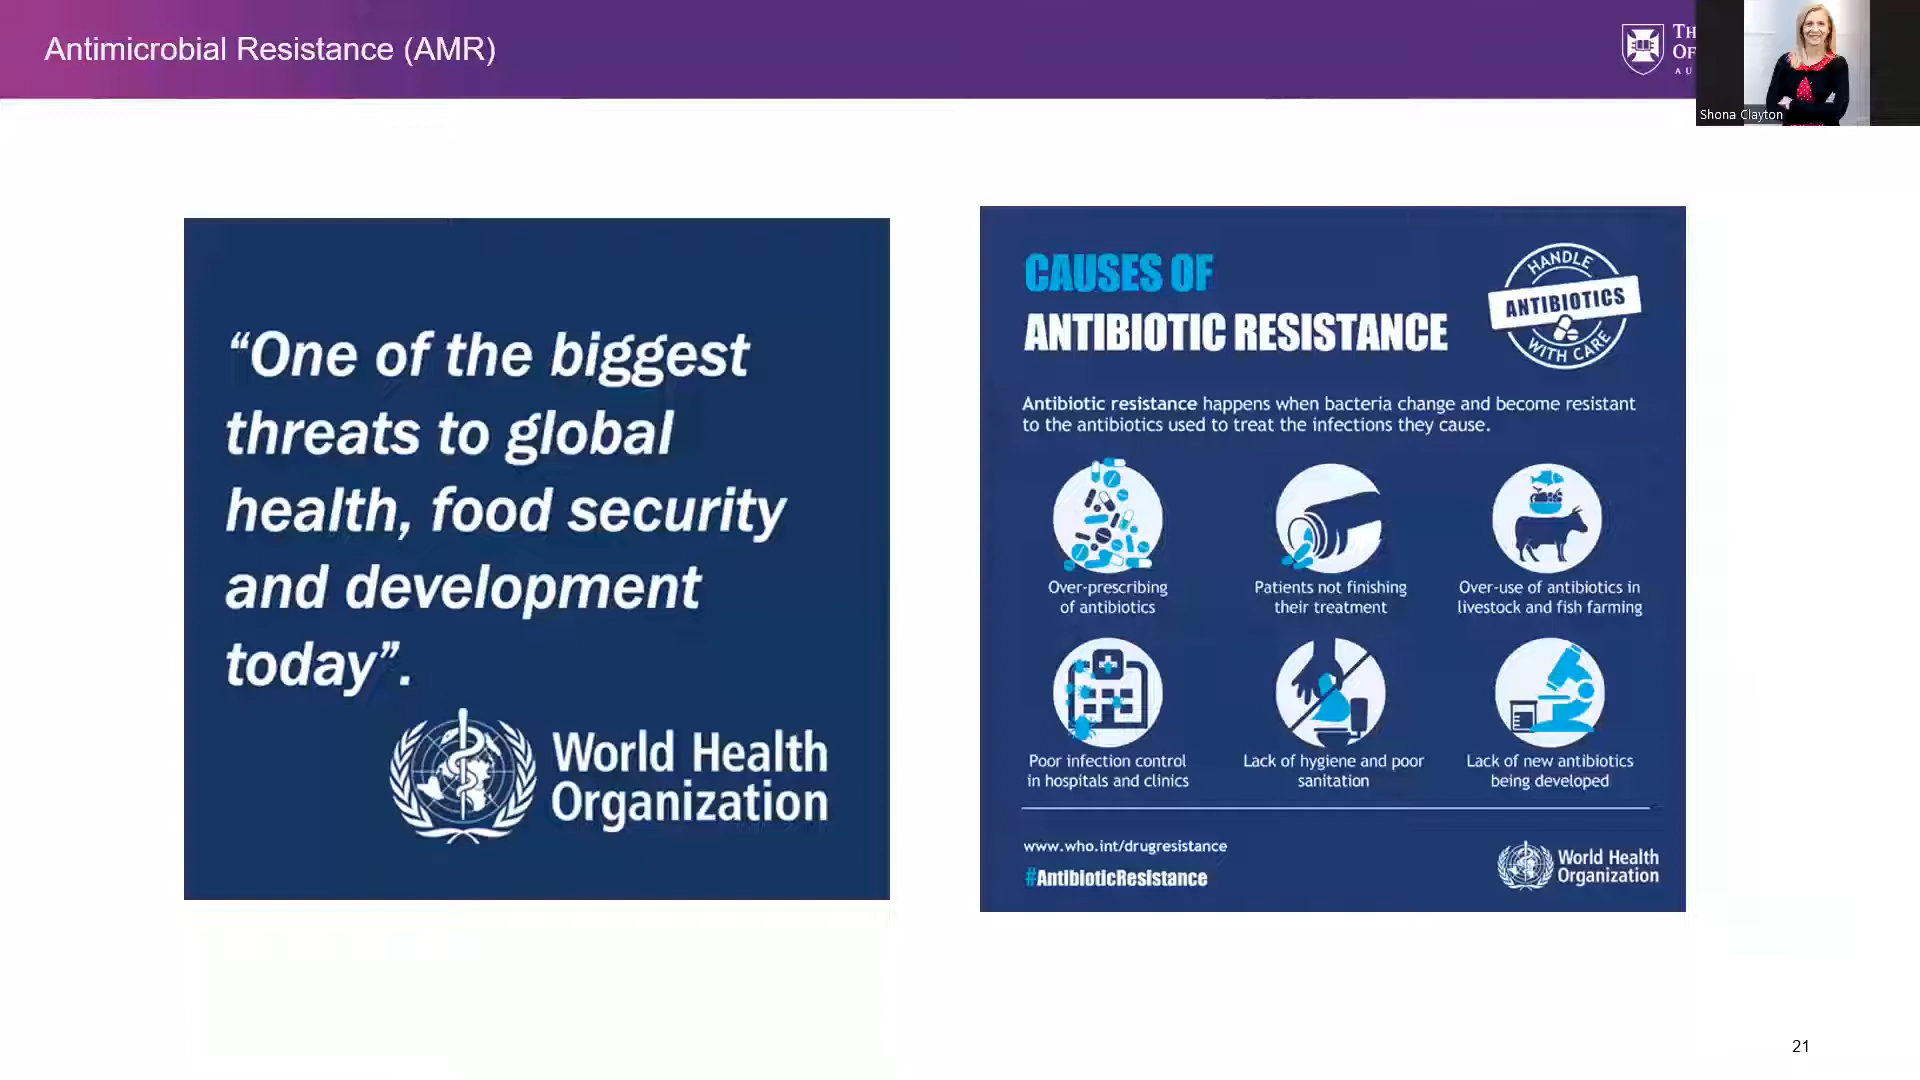 Antimicrobial Resistance (AMR)
Shona Clayton
“One of the biggest
threats to global
health, food security
and development
today”.
World Health
Organization
CAUSES OF
ANTIBIOTIC RESISTANCE
HANDLE
ANTIBIOTICS
WITH CARE
Antibiotic resistance happens when bacteria change and become resistant
to the antibiotics used to treat the infections they cause.
Over-prescribing
of antibiotics
Patients not finishing
their treatment
Over-use of antibiotics in
livestock and fish farming
Poor infection control
in hospitals and clinics
Lack of hygiene and poor
sanitation
Lack of new antibiotics
being developed
www.who.int/drugresistance
#AntibioticResistance
World Health
Organization
21